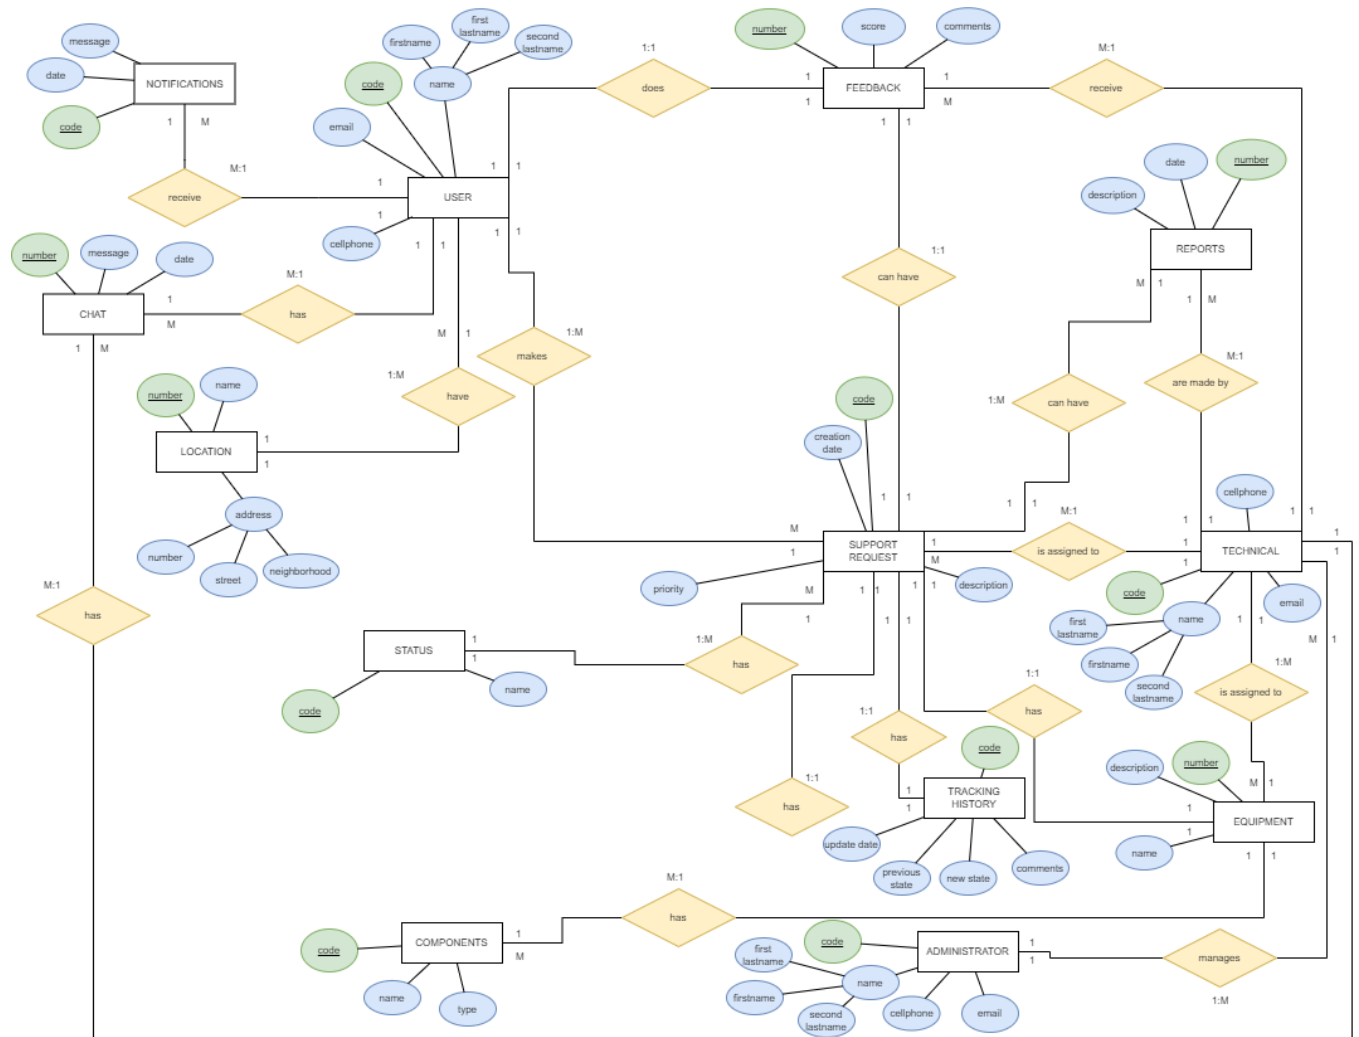 message
date
code
NOTIFICATIONS
1
M
receive
M:1
1
firstname
first
lastname
second
lastname
name
code
email
cellphone
USER
1
1
1
M
1:1
does
1
1
number
score
comments
FEEDBACK
1
1
1
M
M:1
receive
1
1
1
1
1
1
1
1
1
1
number
message
date
CHAT
1
M
1
M
M:1
has
M
1
1:M
have
makes
1:M
can have
1:1
description
date
number
REPORTS
M
1
1
M
M:1
are made by
can have
1:M
number
name
LOCATION
1
1
address
number
street
neighborhood
code
creation
date
1
1
1
1
M:1
is assigned to
cellphone
1
1
1
1
1
1
1
TECHNICAL
1
M
SUPPORT
REQUEST
M
1
1
M
priority
description
1
1
1
1
1
1
code
first
lastname
name
firstname
second
lastname
email
1
1
1
M
1
M:1
has
STATUS
1
1
code
name
1:M
has
1
1:1
has
1:1
has
1:1
has
1:M
is assigned to
code
TRACKING
HISTORY
1
1
update date
previous
state
new state
comments
description
number
M
1
EQUIPMENT
1
1
name
1
1
M:1
has
COMPONENTS
1
M
code
name
type
first
lastname
code
name
firstname
second
lastname
cellphone
email
ADMINISTRATOR
1
1
manages
1:M